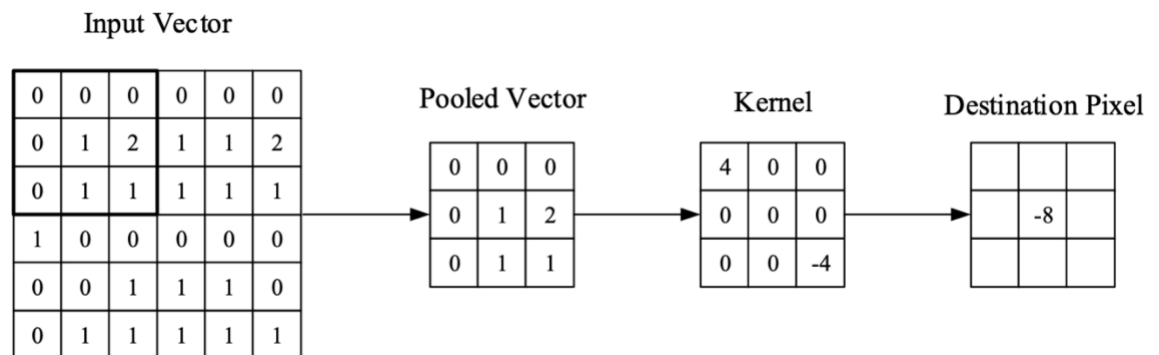 Input Vector
0 0 0 0 0 0
0 1 2 1 1 2
0 1 1 1 1 1
1 0 0 0 0 0
0 0 1 1 1 0
0 1 1 1 1 1
Pooled Vector
0 0 0
0 1 2
0 1 1
Kernel
4 0 0
0 0 0
0 0 -4
Destination Pixel
-8